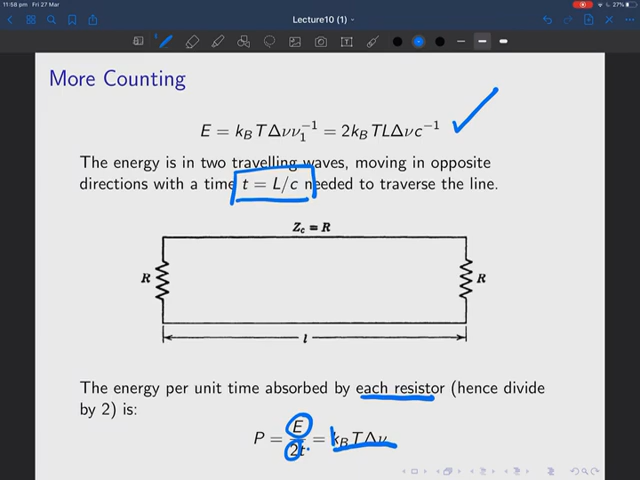 11:58 pm Fri 27 Mar
27%
Lecture10 (1)
More Counting
E = k_B T Δν ν₁⁻¹ = 2k_B T L Δν c⁻¹
The energy is in two travelling waves, moving in opposite
directions with a time t = L/c needed to traverse the line.
Z_c = R
R
R
l
The energy per unit time absorbed by each resistor (hence divide
by 2) is:
P = E/2t = k_B T Δν